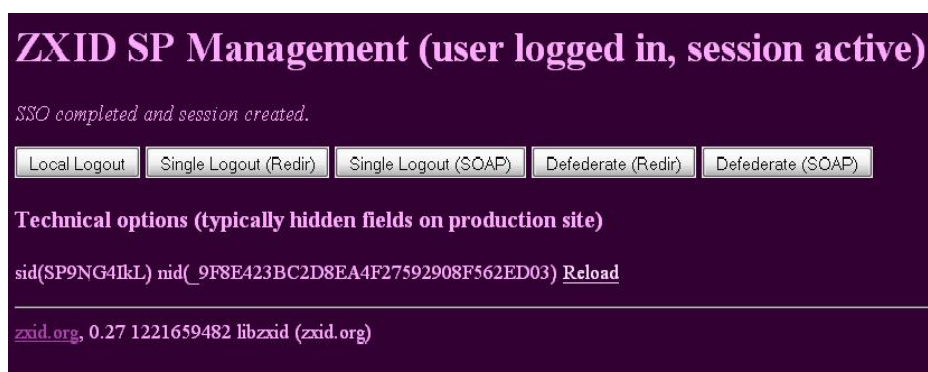 ZXID SP Management (user logged in, session active)
SSO completed and session created.
Local Logout Single Logout (Redir) Single Logout (SOAP) Defederate (Redir) Defederate (SOAP)
Technical options (typically hidden fields on production site)
sid(SP9NG4IkL) nid(_9F8E423BC2D8EA4F27592908F562ED03) Reload
zxid.org, 0.27 1221659482 libzxid (zxid.org)